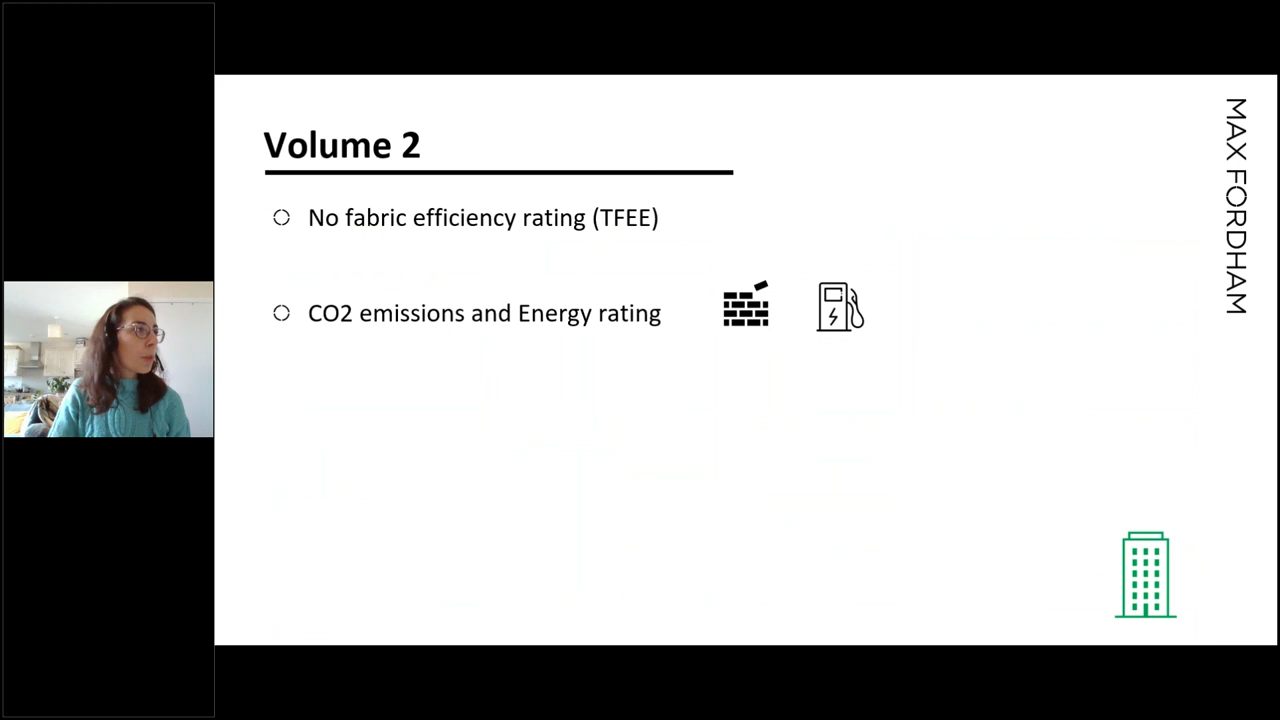 Volume 2
No fabric efficiency rating (TFEE)
CO2 emissions and Energy rating
MAX FORDHAM